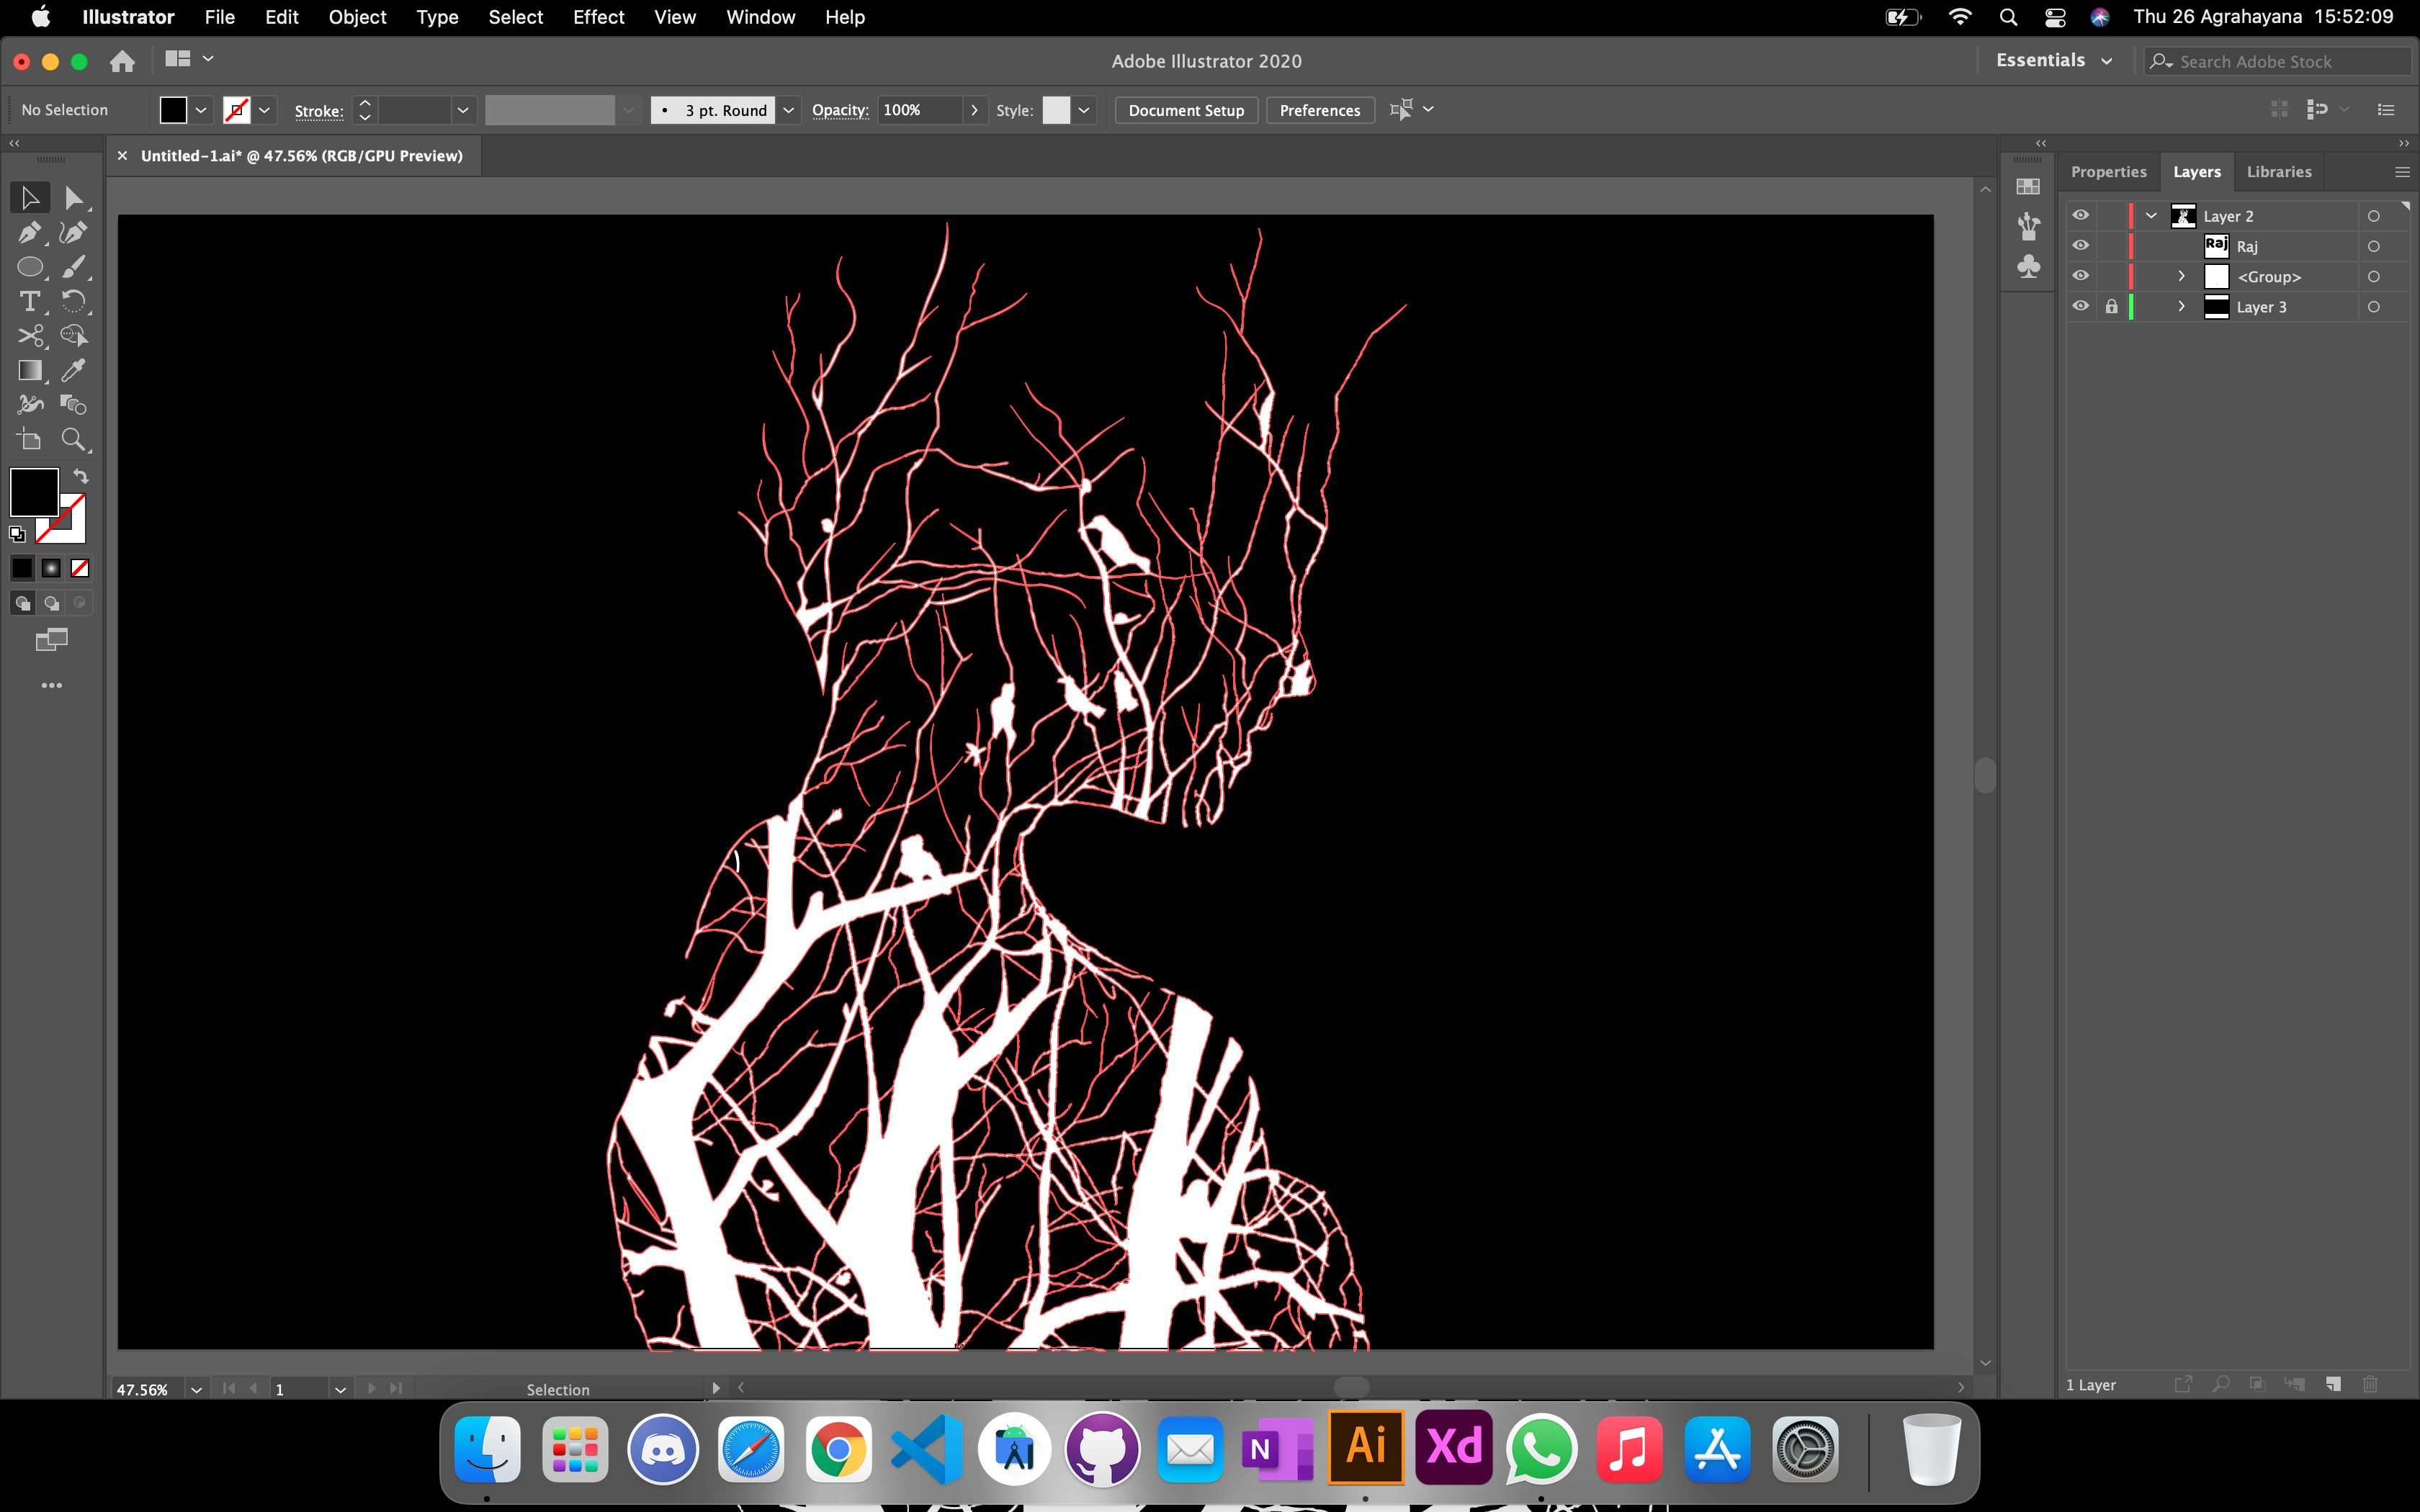 Illustrator File Edit Object Type Select Effect View Window Help Thu 26 Agrahayana 15:52:09
Adobe Illustrator 2020 Essentials Search Adobe Stock
No Selection Stroke: 3 pt. Round Opacity: 100% Style: Document Setup Preferences
Untitled-1.ai* @ 47.56% (RGB/GPU Preview)
Properties Layers Libraries
Layer 2
Raj Raj
<Group>
Layer 3
47.56% 1 Selection 1 Layer
N Ai Xd